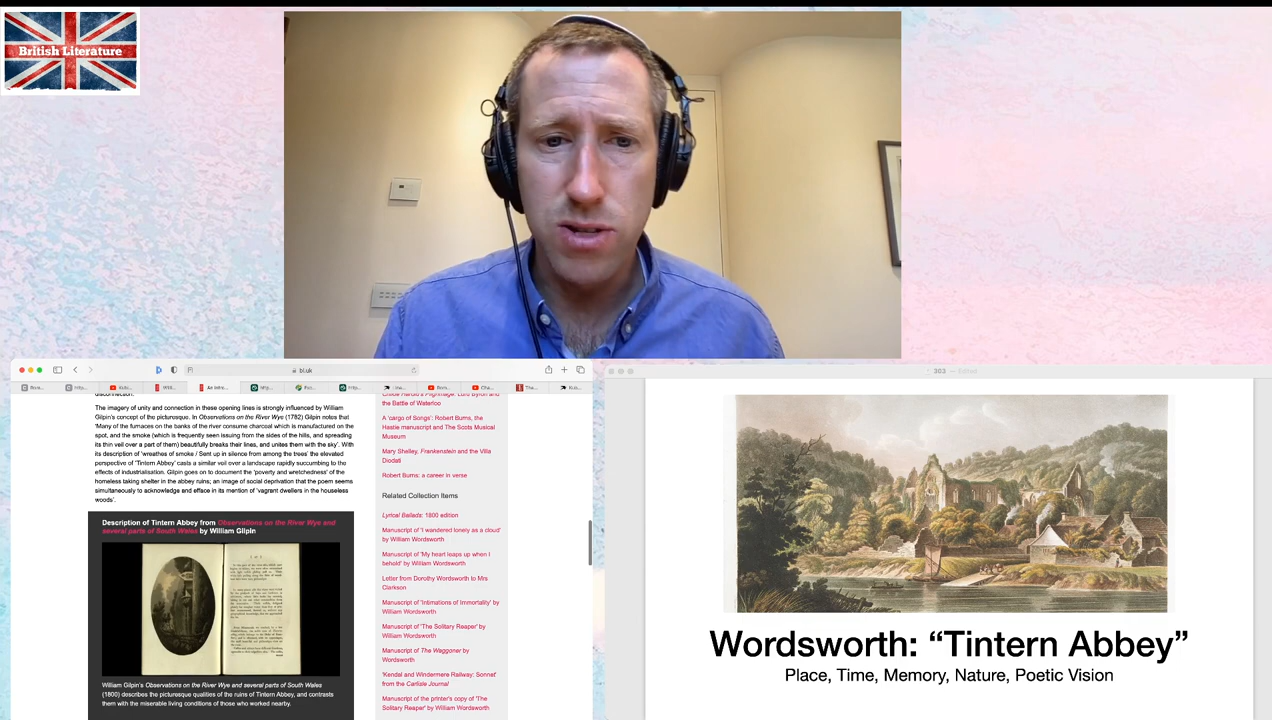 British Literature
bl.uk
303 — Edited
disconnection.
The imagery of unity and connection in these opening lines is strongly influenced by William
Gilpin's concept of the picturesque. In Observations on the River Wye (1782) Gilpin notes that
'Many of the furnaces on the banks of the river consume charcoal which is manufactured on the
spot, and the smoke (which is frequently seen issuing from the sides of the hills, and spreading
its thin veil over a part of them) beautifully breaks their lines, and unites them with the sky'. With
its description of 'wreathes of smoke / Sent up in silence from among the trees' the elevated
perspective of 'Tintern Abbey' casts a similar veil over a landscape rapidly succumbing to the
effects of industrialisation. Gilpin goes on to document the 'poverty and wretchedness' of the
homeless taking shelter in the abbey ruins; an image of social deprivation that the poem seems
simultaneously to acknowledge and efface in its mention of 'vagrant dwellers in the houseless
woods'.
Description of Tintern Abbey from Observations on the River Wye and
several parts of South Wales by William Gilpin
William Gilpin's Observations on the River Wye and several parts of South Wales
(1800) describes the picturesque qualities of the ruins of Tintern Abbey, and contrasts
them with the miserable living conditions of those who worked nearby.
Childe Harold's Pilgrimage: Lord Byron and
the Battle of Waterloo
A 'cargo of Songs': Robert Burns, the
Hastie manuscript and The Scots Musical
Museum
Mary Shelley, Frankenstein and the Villa
Diodati
Robert Burns: a career in verse
Related Collection Items
Lyrical Ballads: 1800 edition
Manuscript of 'I wandered lonely as a cloud'
by William Wordsworth
Manuscript of 'My heart leaps up when I
behold' by William Wordsworth
Letter from Dorothy Wordsworth to Mrs
Clarkson
Manuscript of 'Intimations of Immortality' by
William Wordsworth
Manuscript of 'The Solitary Reaper' by
William Wordsworth
Manuscript of The Waggoner by
Wordsworth
'Kendal and Windermere Railway: Sonnet'
from the Carlisle Journal
Manuscript of the printer's copy of 'The
Solitary Reaper' by William Wordsworth
Wordsworth: “Tintern Abbey”
Place, Time, Memory, Nature, Poetic Vision